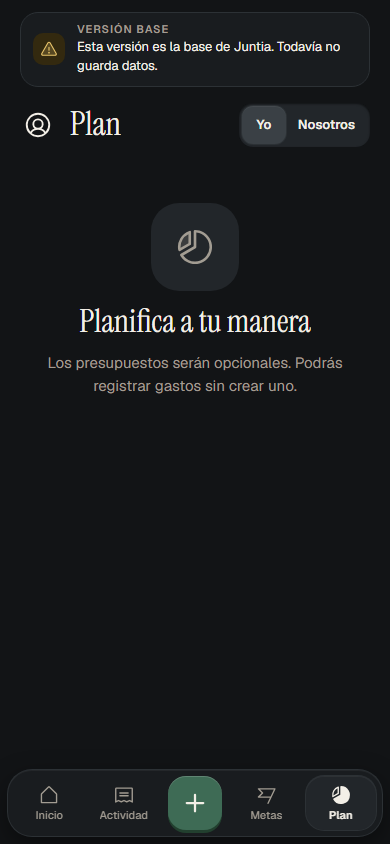 VERSIÓN BASE
Esta versión es la base de Juntia. Todavía no
guarda datos.
Plan
Yo
Nosotros
Planifica a tu manera
Los presupuestos serán opcionales. Podrás
registrar gastos sin crear uno.
Inicio
Actividad
Metas
Plan